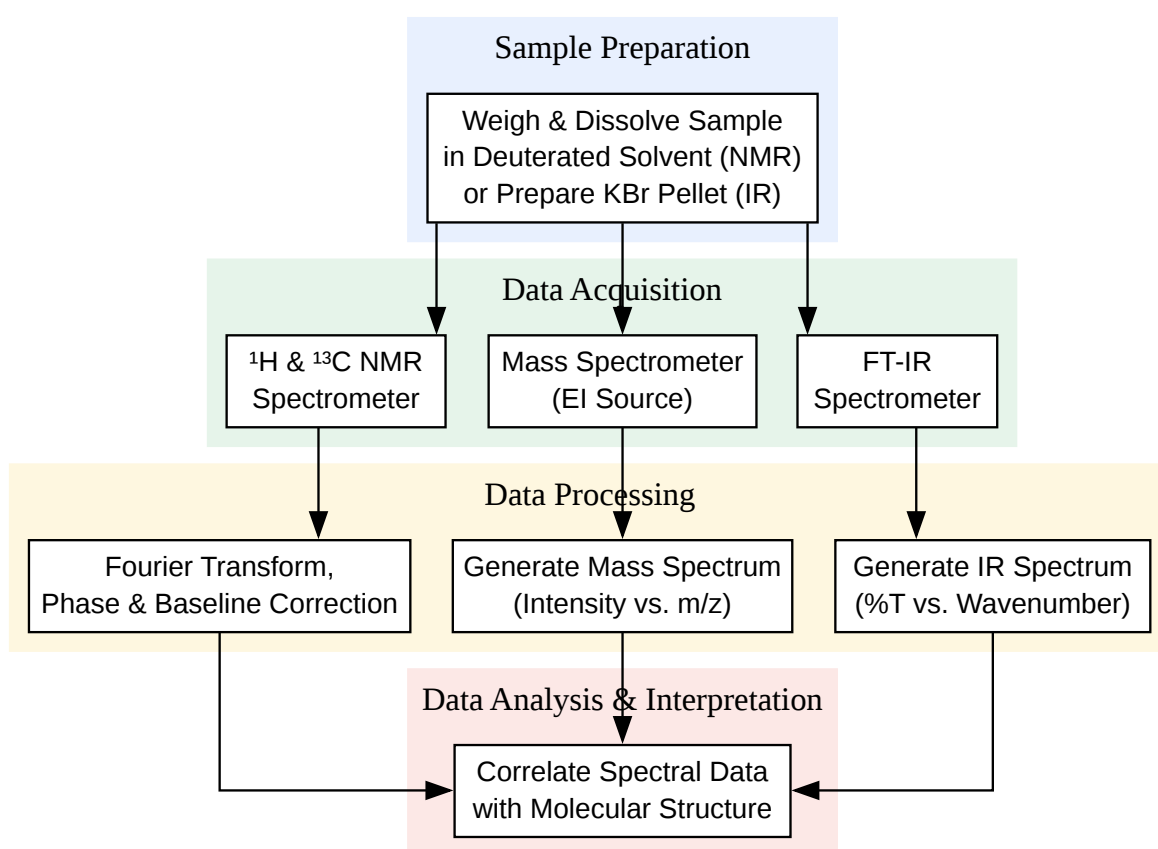 Sample Preparation
Weigh & Dissolve Sample
in Deuterated Solvent (NMR)
or Prepare KBr Pellet (IR)
Data Acquisition
¹H & ¹³C NMR
Spectrometer
Mass Spectrometer
(EI Source)
FT-IR
Spectrometer
Data Processing
Fourier Transform,
Phase & Baseline Correction
Generate Mass Spectrum
(Intensity vs. m/z)
Generate IR Spectrum
(%T vs. Wavenumber)
Data Analysis & Interpretation
Correlate Spectral Data
with Molecular Structure